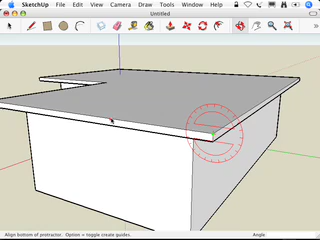 SketchUp File Edit View Camera Draw Tools Window Help
Untitled
Align bottom of protractor. Option = toggle create guides. Angle